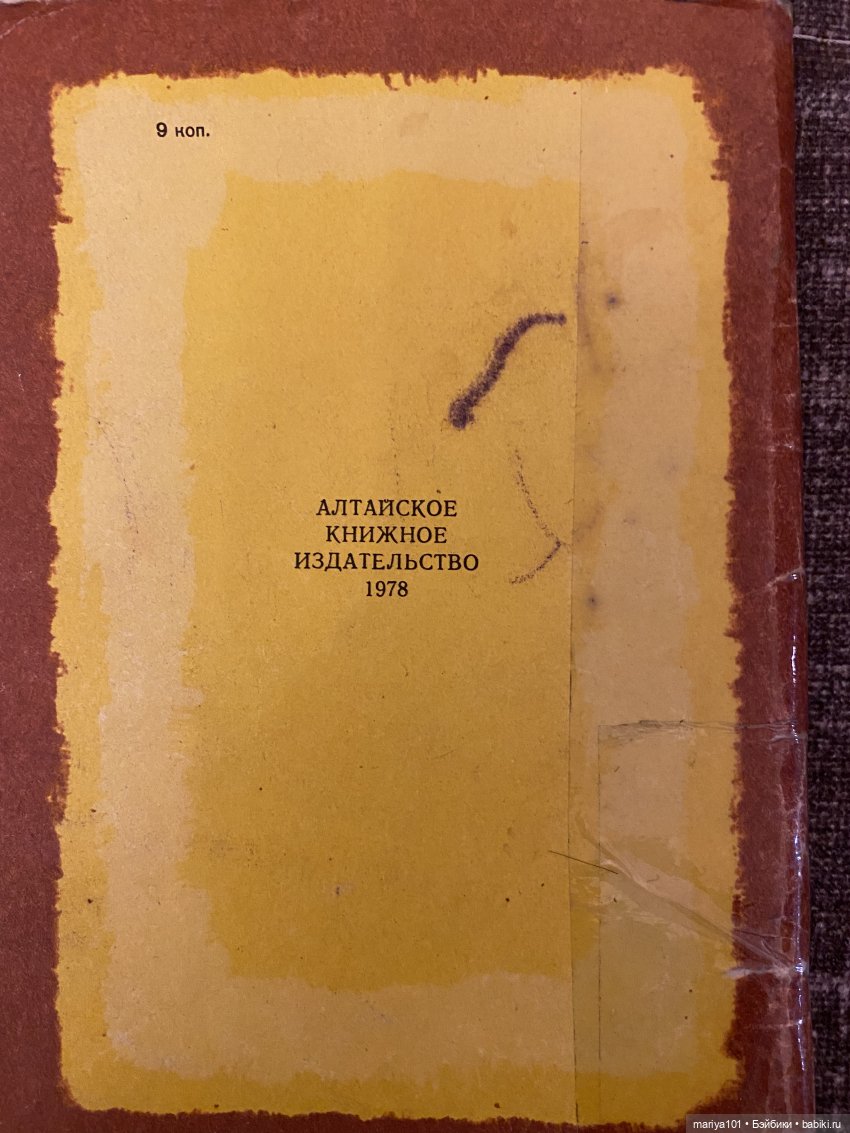 9 коп.
АЛТАЙСКОЕ
КНИЖНОЕ
ИЗДАТЕЛЬСТВО
1978
mariya101 • Бэйбики • babiki.ru